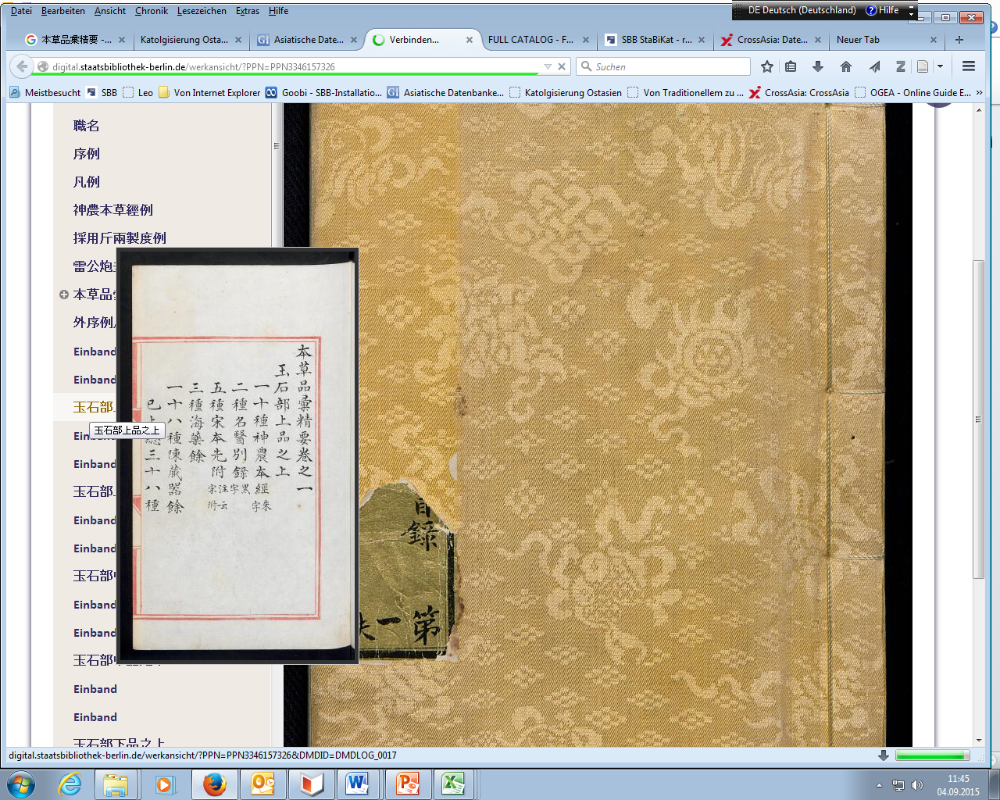 DE Deutsch (Deutschland)
Hilfe
Datei Bearbeiten Ansicht Chronik Lesezeichen Extras Hilfe
本草品彙精要 -...
Katolgisierung Osta...
Asiatische Date...
Verbinden...
FULL CATALOG - F...
SBB StaBiKat - r...
CrossAsia: Date...
Neuer Tab
digital.staatsbibliothek-berlin.de/werkansicht/?PPN=PPN3346157326
Suchen
Meistbesucht
SBB
Leo
Von Internet Explorer
Goobi - SBB-Installatio...
Asiatische Datenbanke...
Katolgisierung Ostasien
Von Traditionellem zu ...
CrossAsia: CrossAsia
OGEA - Online Guide E...
職名
序例
凡例
神農本草經例
採用斤兩製度例
雷公炮
本草品
外序例
Einband
Einband
玉石部
玉石部上品之上
Einband
玉石部
Einband
Einband
玉石部
Einband
Einband
玉石部
Einband
Einband
玉石部下品之上
本草品彙精要卷之一
玉石部上品之上
一十種神農本經朱字
二種名醫別錄黑字
五種宋本先附注云宋附
三種海藥餘
一十八種陳藏器餘
已上總三十八種
目錄
第一
digital.staatsbibliothek-berlin.de/werkansicht/?PPN=PPN3346157326&DMDID=DMDLOG_0017
11:45
04.09.2015